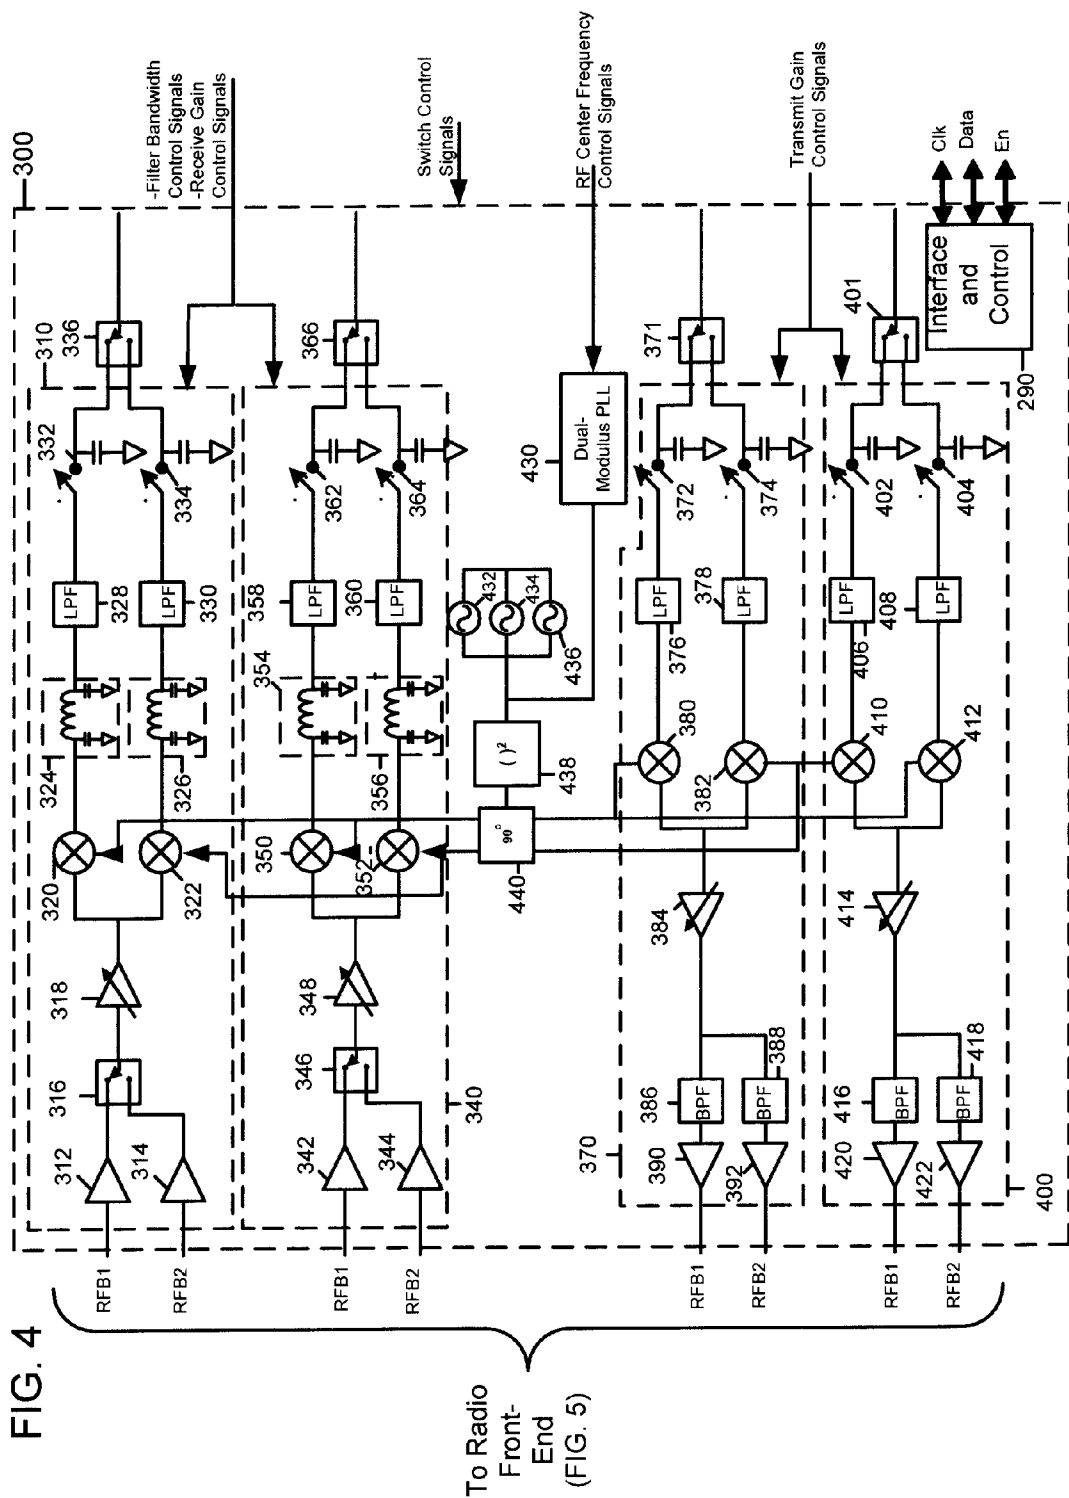 FIG. 4
300
-Filter Bandwidth
Control Signals
-Receive Gain
Control Signals
Switch Control
Signals
RF Center Frequency
Control Signals
Transmit Gain
Control Signals
Clk
Data
En
Interface
and
Control
290
310
336
332
334
LPF
328
LPF
330
324
326
320
322
318
316
312
314
RFB1
RFB2
366
362
364
358
LPF
360
LPF
354
356
350
352
348
346
342
344
340
RFB1
RFB2
430
Dual-
Modulus PLL
432
434
436
( )²
438
90°
440
371
372
374
LPF
376
378
LPF
380
382
384
386
BPF
388
BPF
390
392
370
RFB1
RFB2
401
402
404
LPF
406
408
LPF
410
412
414
416
BPF
418
BPF
420
422
400
RFB1
RFB2
To Radio
Front-
End
(FIG. 5)